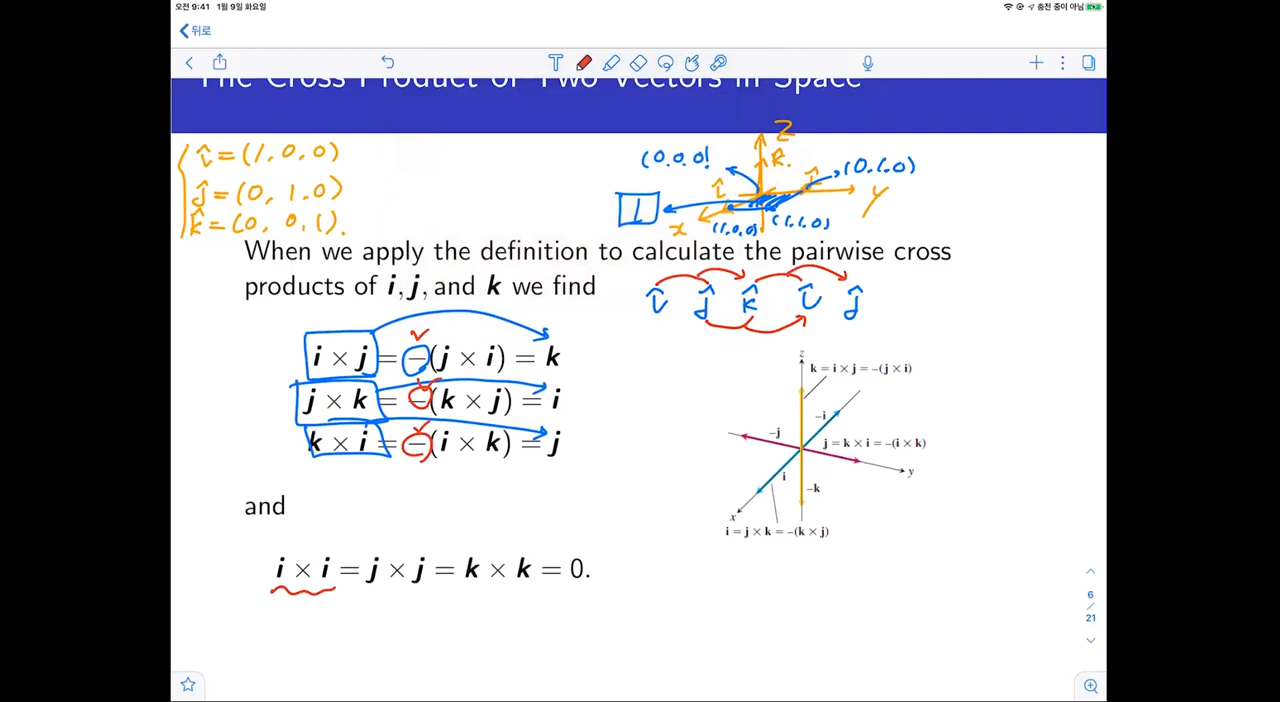 오전 9:41 1월 9일 화요일
충전 중이 아님
뒤로
The Cross Product of Two Vectors in Space
î = (1, 0, 0)
ĵ = (0, 1, 0)
k̂ = (0, 0, 1).
Z
k̂
(0,0,0)
(0,1,0)
î
y
1
x
(1,0,0)
(1,1,0)
When we apply the definition to calculate the pairwise cross
products of i, j, and k we find
î ĵ k̂ î ĵ
i × j = −(j × i) = k
j × k = −(k × j) = i
k × i = −(i × k) = j
z
k = i × j = −(j × i)
−i
−j
j = k × i = −(i × k)
y
i
−k
x
i = j × k = −(k × j)
and
i × i = j × j = k × k = 0.
6
/
21